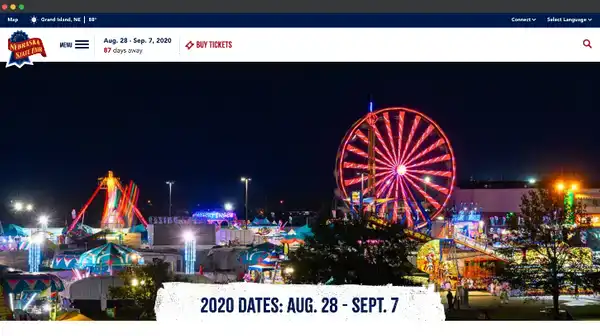 Map
Grand Island, NE | 88°
Connect
Select Language
NEBRASKA
STATE FAIR
MENU
Aug. 28 - Sep. 7, 2020
87 days away
BUY TICKETS
2020 DATES: AUG. 28 - SEPT. 7